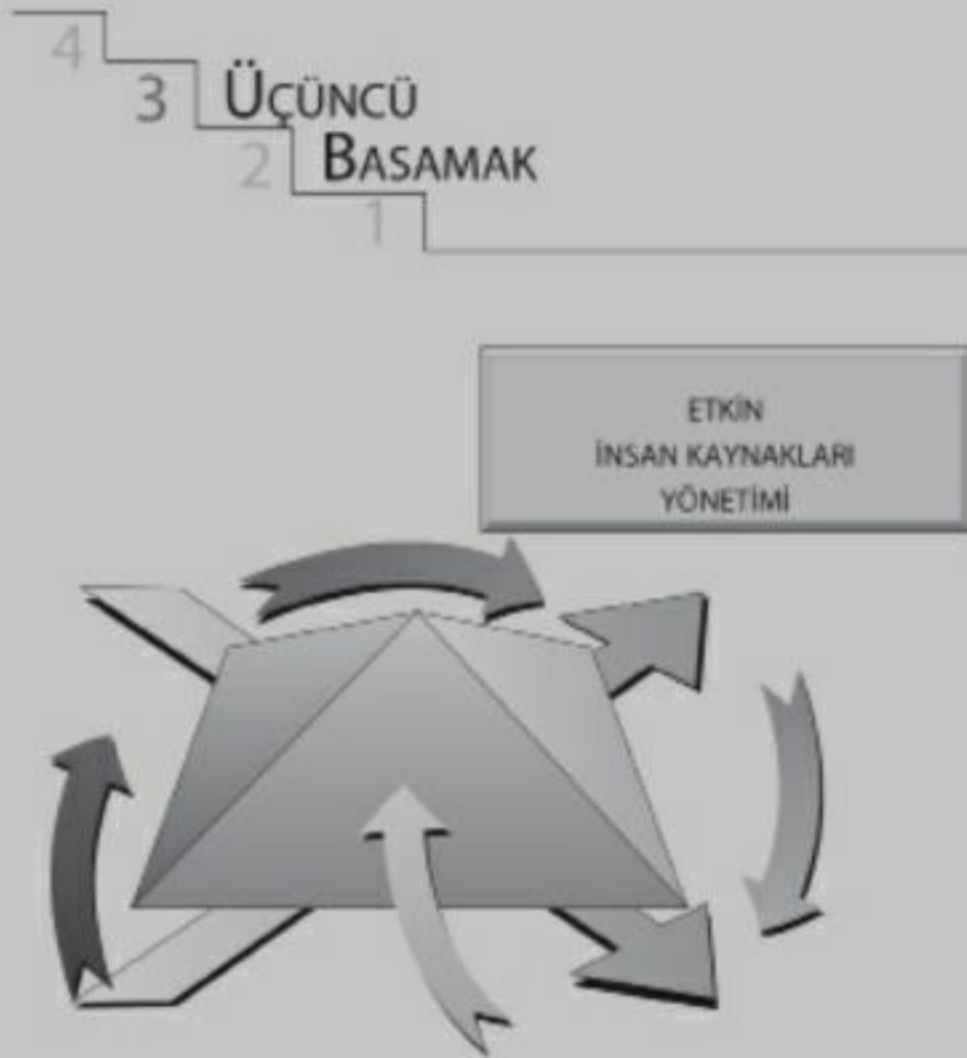 4
3 ÜÇÜNCÜ
2 BASAMAK
1
ETKİN
İNSAN KAYNAKLARI
YÖNETİMİ